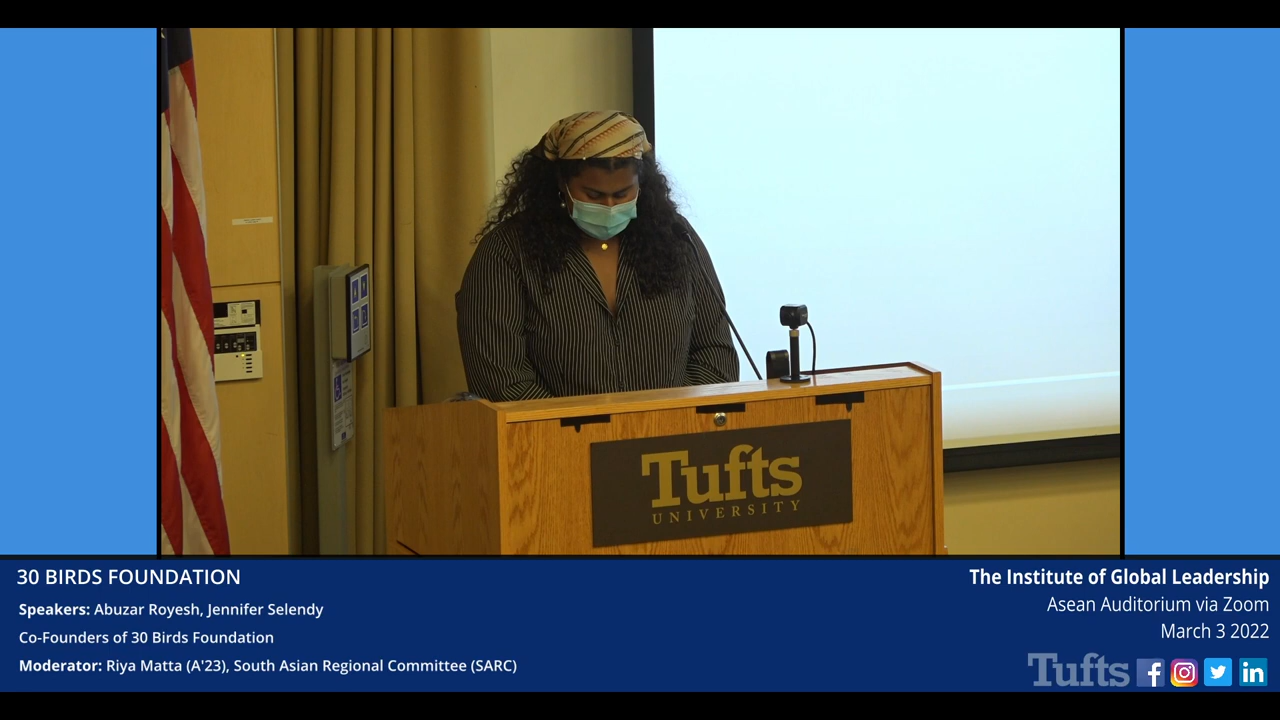 Tufts
UNIVERSITY
30 BIRDS FOUNDATION
Speakers: Abuzar Royesh, Jennifer Selendy
Co-Founders of 30 Birds Foundation
Moderator: Riya Matta (A'23), South Asian Regional Committee (SARC)
The Institute of Global Leadership
Asean Auditorium via Zoom
March 3 2022
Tufts